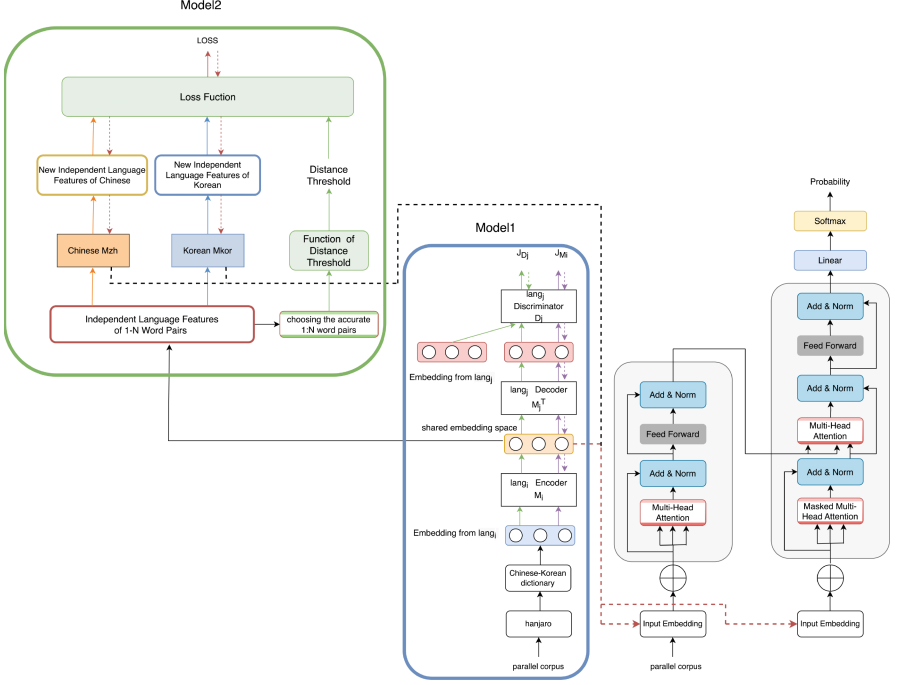 Model2
LOSS
Loss Fuction
New Independent Language
Features of Chinese
New Independent
Language Features of
Korean
Distance
Threshold
Chinese Mzh
Korean Mkor
Function of
Distance
Threshold
Independent Language Features
of 1-N Word Pairs
choosing the accurate
1:N word pairs
Model1
JDj
JMi
langj
Discriminator
Dj
Embedding from langj
langj Decoder
MjT
shared embedding space
langi Encoder
Mi
Embedding from langi
Chinese-Korean
dictionary
hanjaro
parallel corpus
Add & Norm
Feed Forward
Add & Norm
Multi-Head
Attention
Input Embedding
parallel corpus
Probability
Softmax
Linear
Add & Norm
Feed Forward
Add & Norm
Multi-Head
Attention
Add & Norm
Masked Multi-
Head Attention
Input Embedding